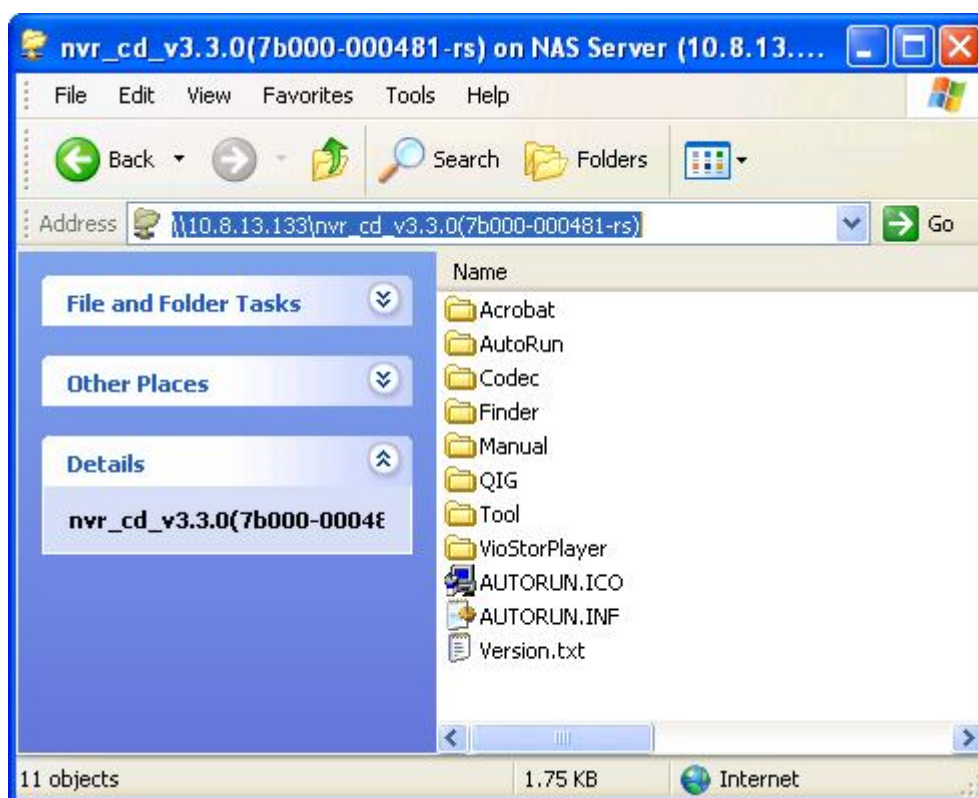 nvr_cd_v3.3.0(7b000-000481-rs) on NAS Server (10.8.13....
File Edit View Favorites Tools Help
Back Search Folders
Address \\10.8.13.133\nvr_cd_v3.3.0(7b000-000481-rs) Go
Name
File and Folder Tasks
Other Places
Details
nvr_cd_v3.3.0(7b000-00048
Acrobat
AutoRun
Codec
Finder
Manual
QIG
Tool
VioStorPlayer
AUTORUN.ICO
AUTORUN.INF
Version.txt
11 objects 1.75 KB Internet